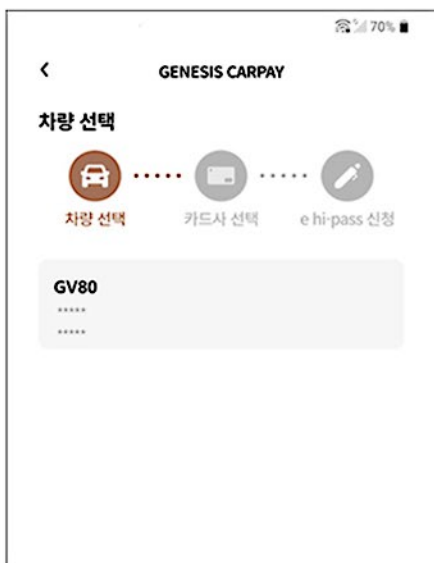 70%
GENESIS CARPAY
차량 선택
차량 선택 카드사 선택 e hi-pass 신청
GV80
*****
*****